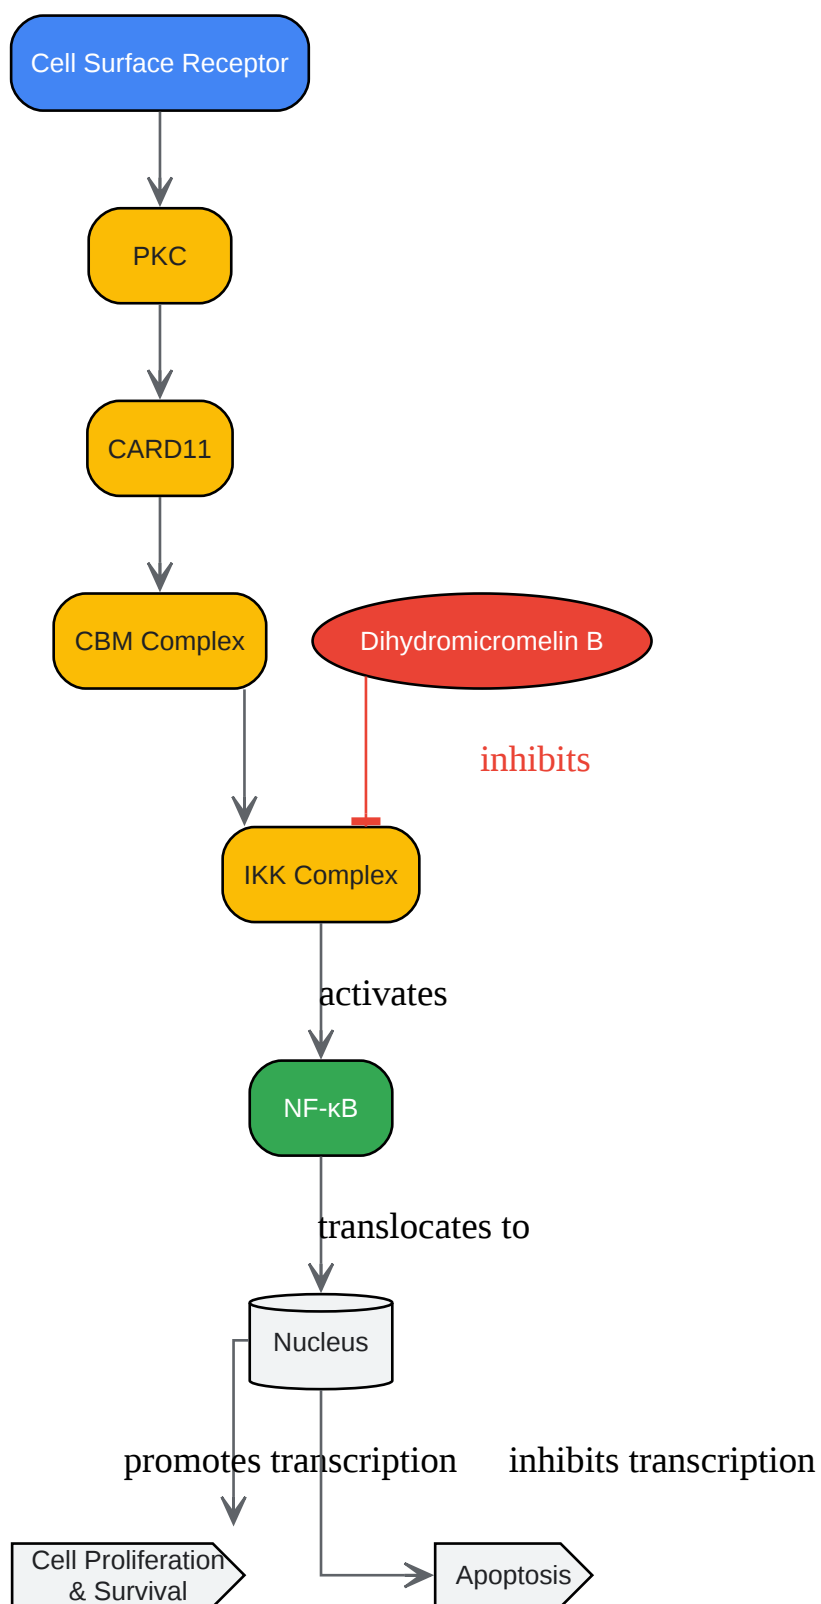 Cell Surface Receptor
PKC
CARD11
CBM Complex
Dihydromicromelin B
inhibits
IKK Complex
activates
NF-κB
translocates to
Nucleus
promotes transcription
inhibits transcription
Cell Proliferation
& Survival
Apoptosis